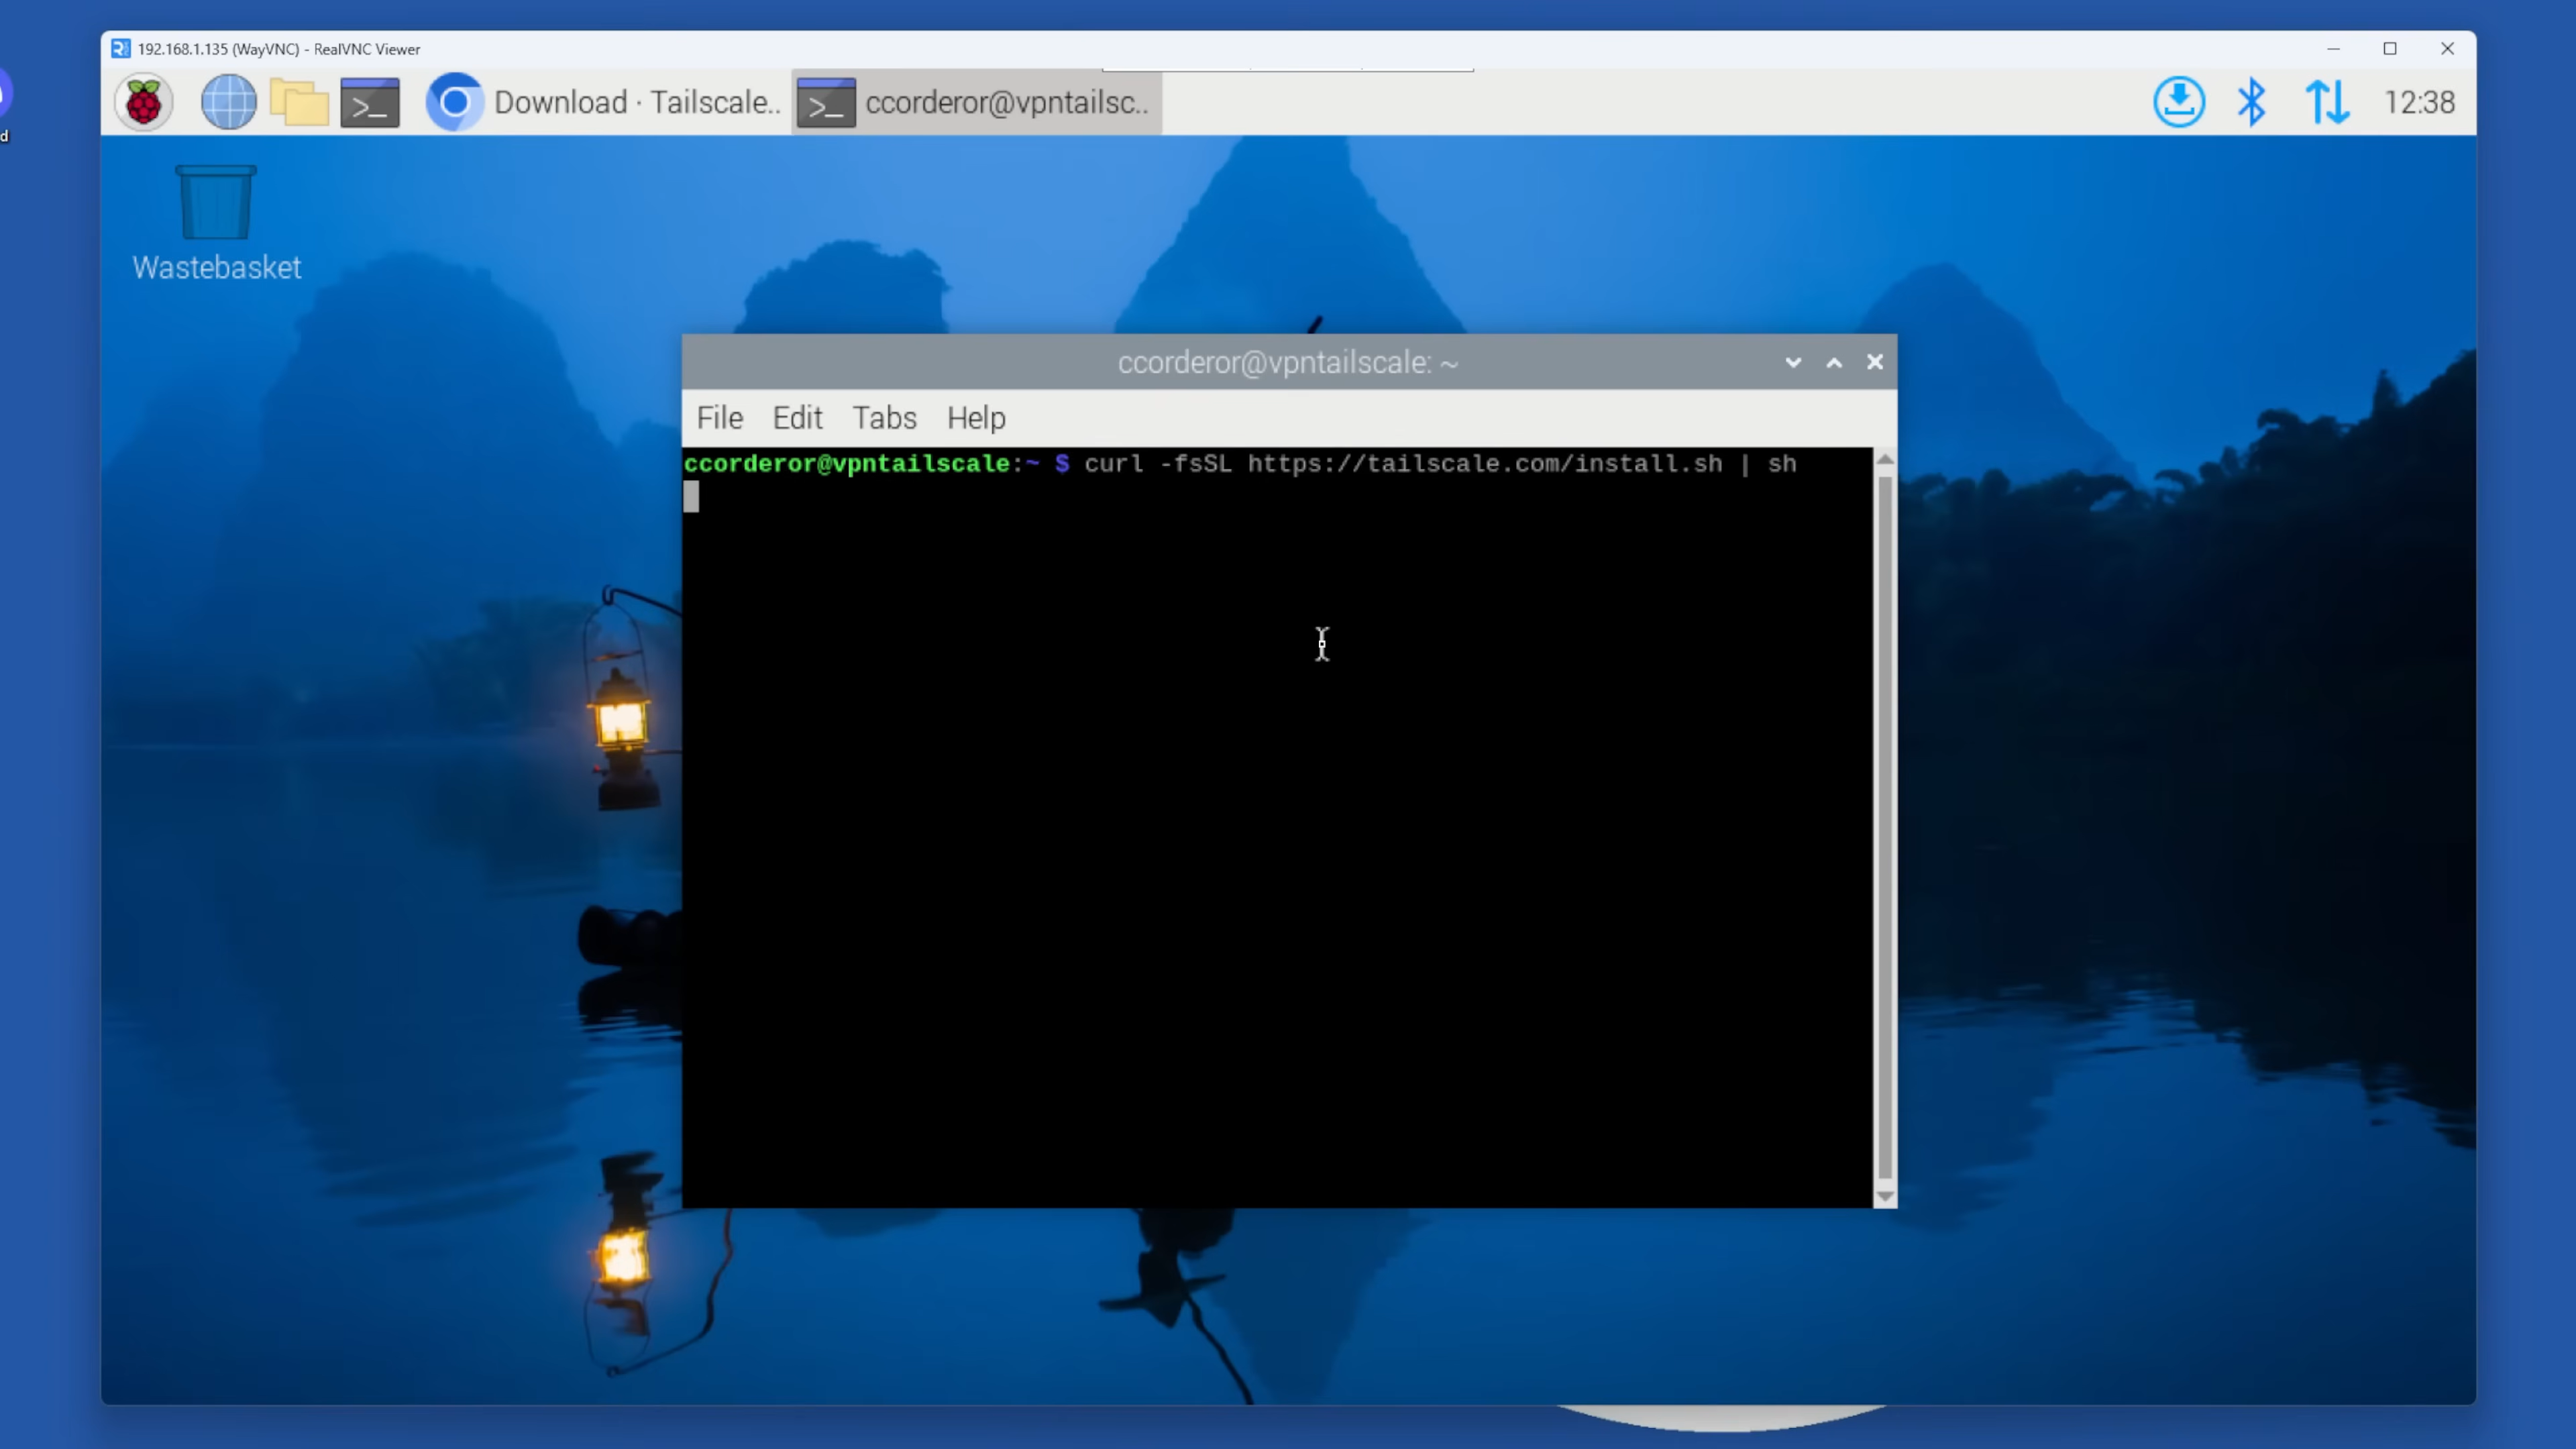 192.168.1.135 (WayVNC) - RealVNC Viewer
Download · Tailscale..
ccorderor@vpntailsc..
12:38
d
Wastebasket
ccorderor@vpntailscale: ~
File Edit Tabs Help
ccorderor@vpntailscale:~ $ curl -fsSL https://tailscale.com/install.sh | sh